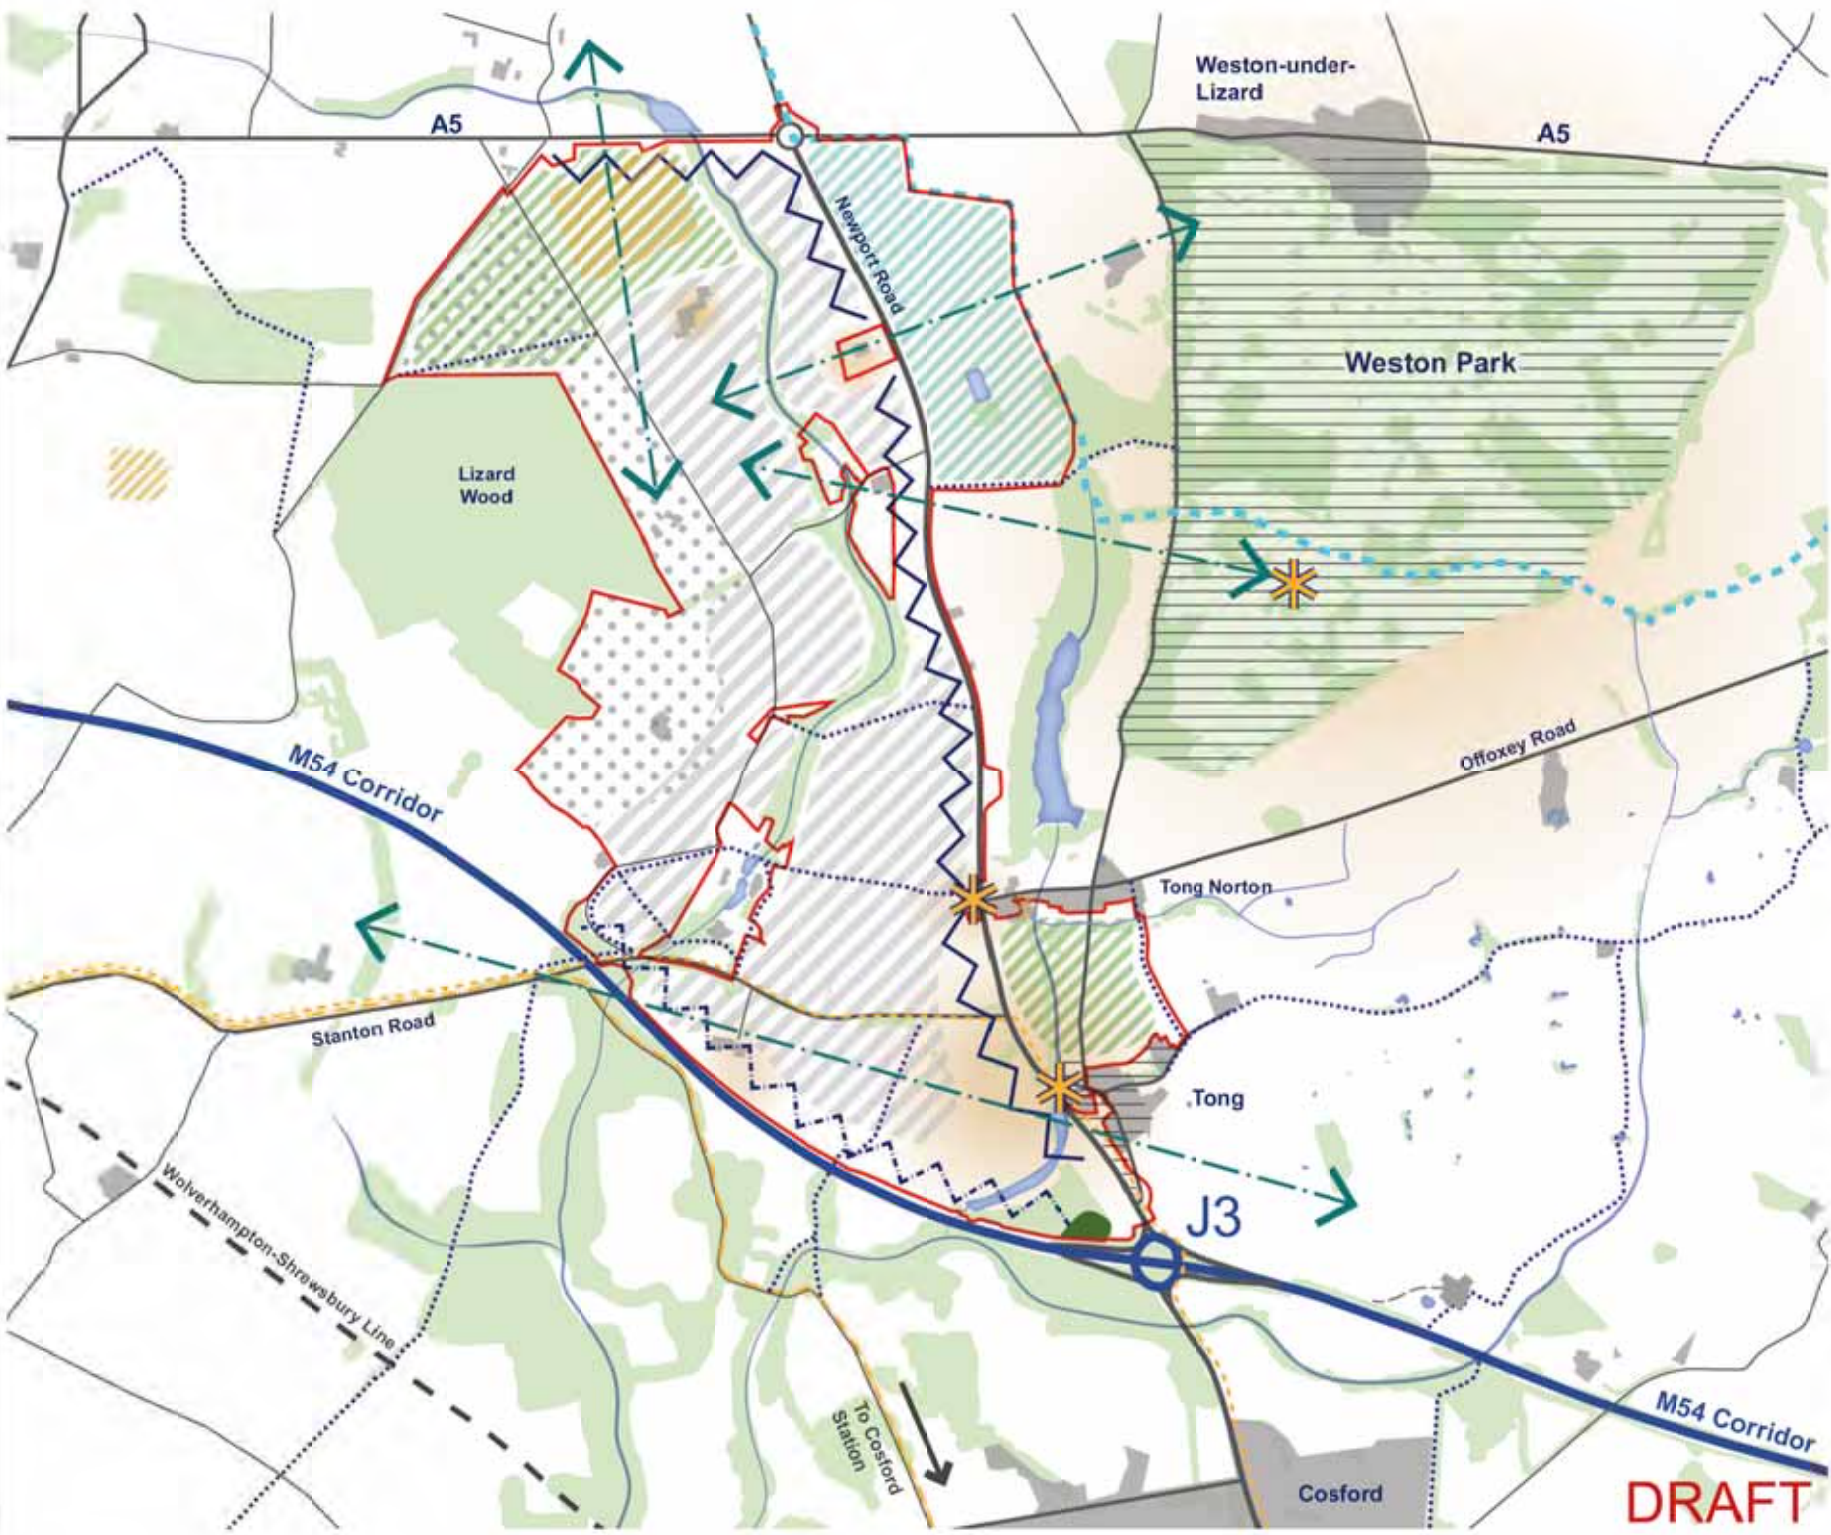 Weston-under-
Lizard
A5
A5
Newport Road
Weston Park
Lizard
Wood
M54 Corridor
Offoxey Road
Tong Norton
Stanton Road
Tong
Wolverhampton-Shrewsbury Line
J3
To Cosford
Station
M54 Corridor
Cosford
DRAFT